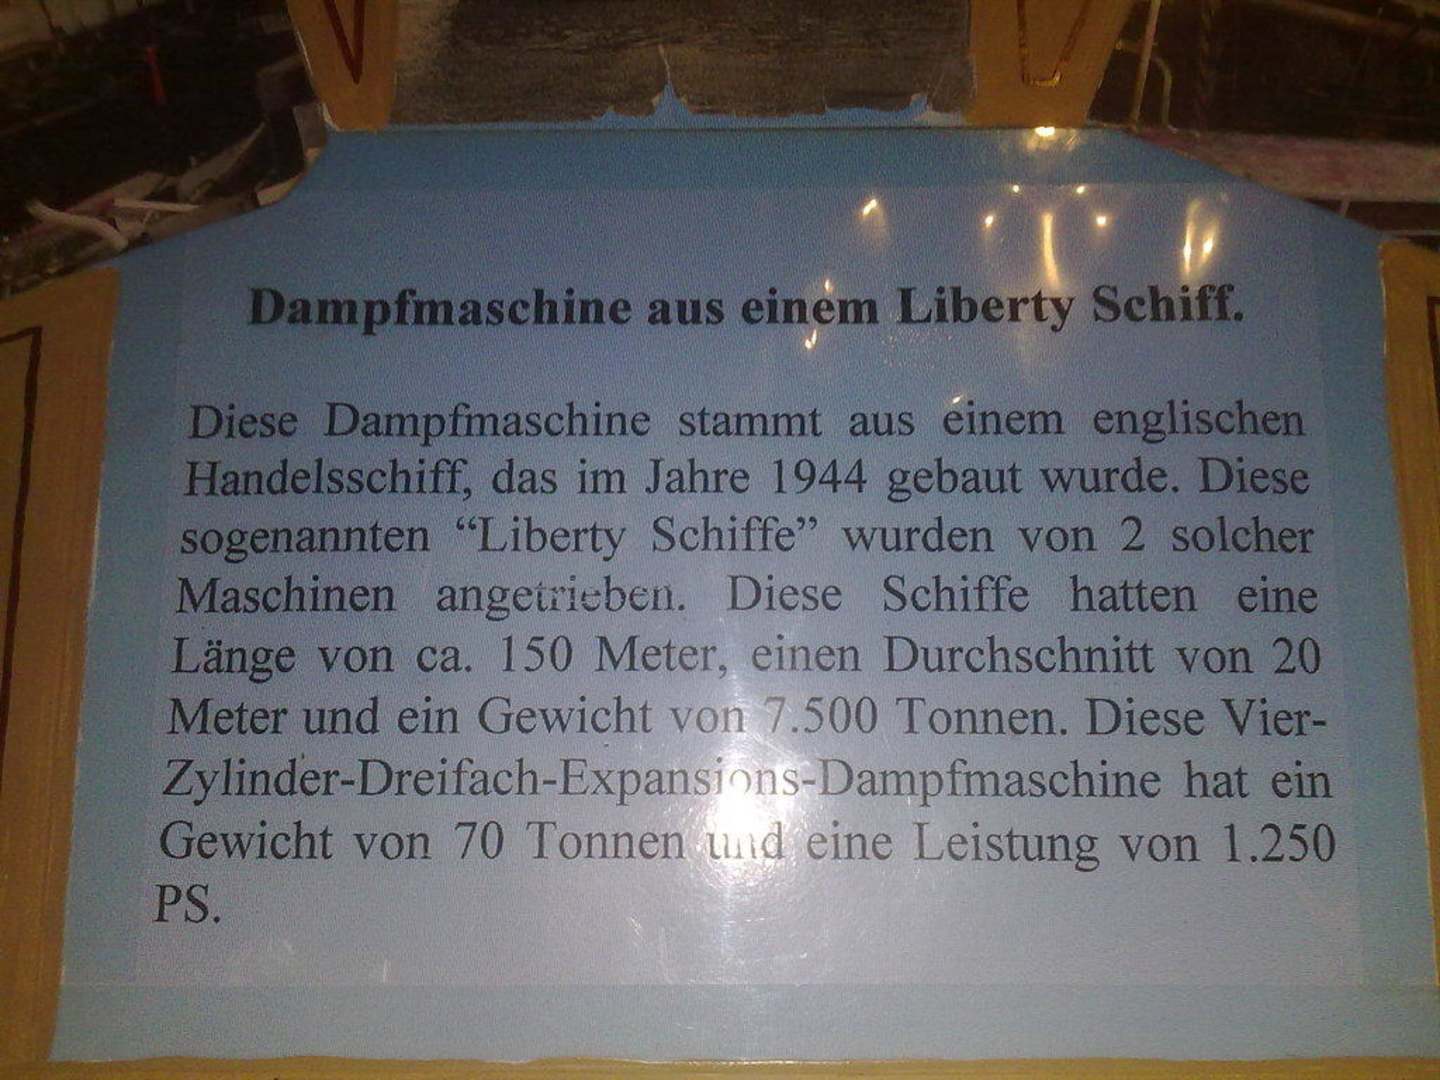 Dampfmaschine aus einem Liberty Schiff.
Diese Dampfmaschine stammt aus einem englischen
Handelsschiff, das im Jahre 1944 gebaut wurde. Diese
sogenannten “Liberty Schiffe” wurden von 2 solcher
Maschinen angetrieben. Diese Schiffe hatten eine
Länge von ca. 150 Meter, einen Durchschnitt von 20
Meter und ein Gewicht von 7.500 Tonnen. Diese Vier-
Zylinder-Dreifach-Expansions-Dampfmaschine hat ein
Gewicht von 70 Tonnen und eine Leistung von 1.250
PS.